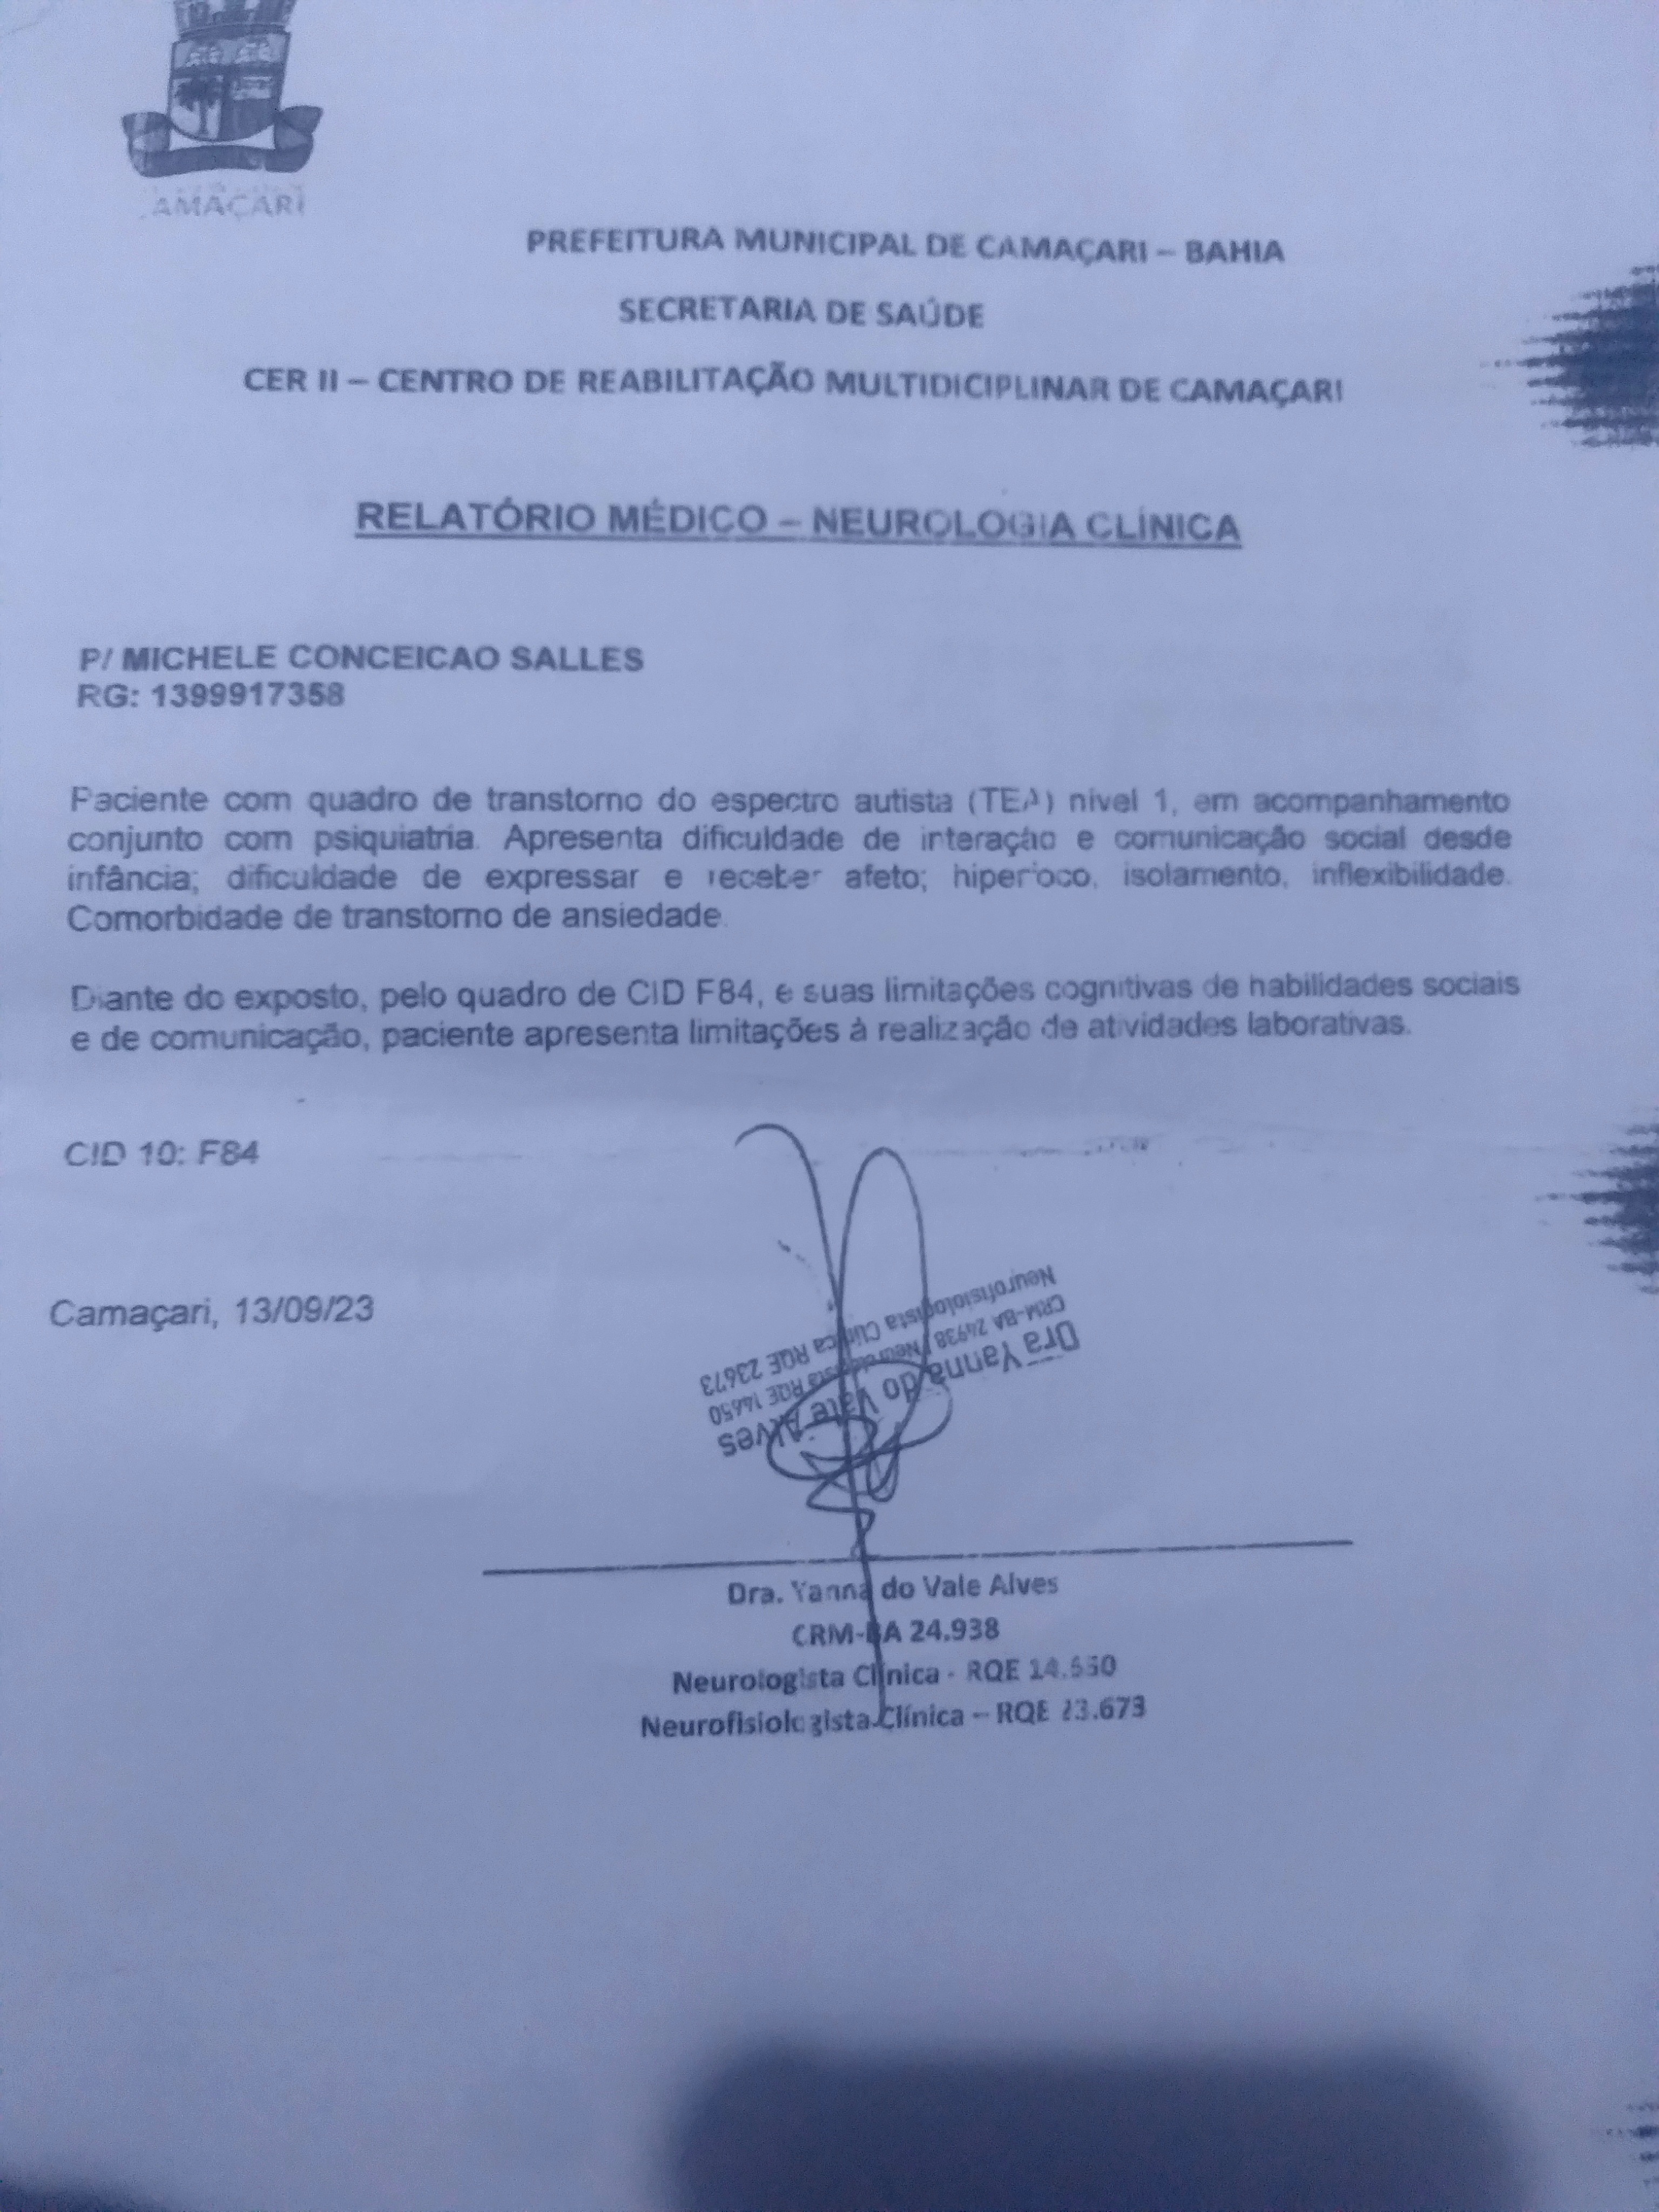 AMAÇARI
PREFEITURA MUNICIPAL DE CAMAÇARI – BAHIA
SECRETARIA DE SAÚDE
CER II – CENTRO DE REABILITAÇÃO MULTIDICIPLINAR DE CAMAÇARI
RELATÓRIO MÉDICO – NEUROLOGIA CLÍNICA
P/ MICHELE CONCEICAO SALLES
RG: 1399917358
Paciente com quadro de transtorno do espectro autista (TEA) nivel 1, em acompanhamento
conjunto com psiquiatria. Apresenta dificuldade de interação e comunicação social desde
infância; dificuldade de expressar e receber afeto; hiperfoco, isolamento, inflexibilidade.
Comorbidade de transtorno de ansiedade.
Diante do exposto, pelo quadro de CID F84, e suas limitações cognitivas de habilidades sociais
e de comunicação, paciente apresenta limitações à realização de atividades laborativas.
CID 10: F84
Camaçari, 13/09/23
Dra Yanna do Vale Alves
CRM-BA 24938 / Neurologista RQE 14650
Neurofisiologista Clínica RQE 23673
Dra. Yanna do Vale Alves
CRM-BA 24.938
Neurologista Clínica - RQE 14.650
Neurofisiologista Clínica – RQE 23.673